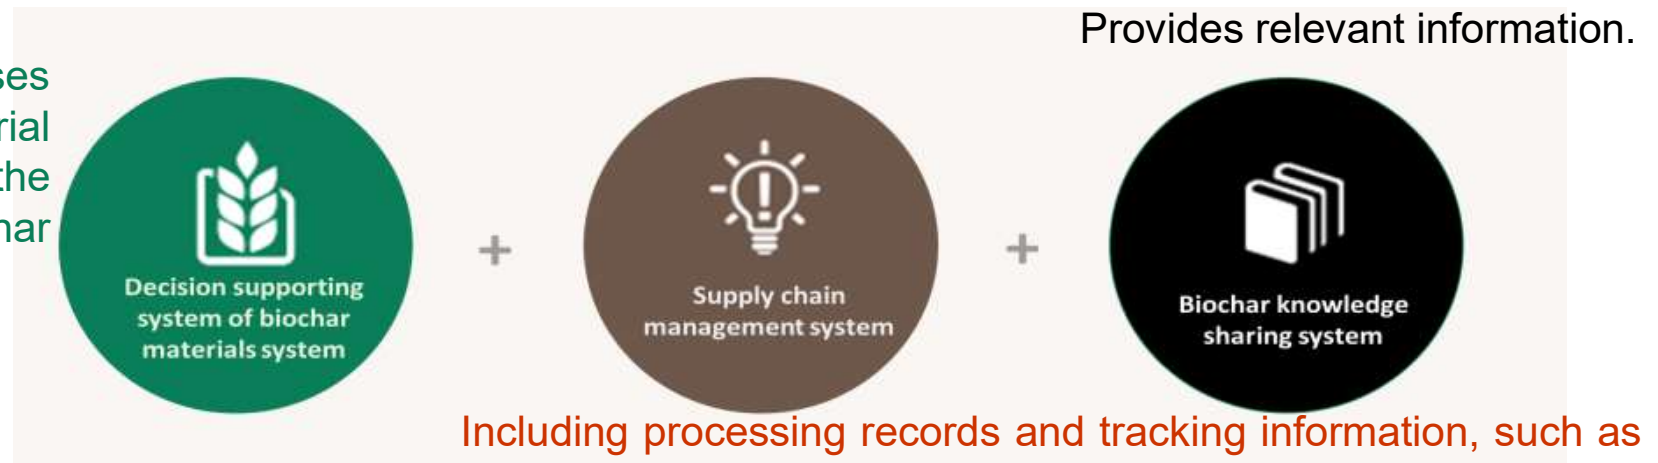 Provides relevant information.
ses
rial
the
nar
Decision supporting
system of biochar
materials system
+
Supply chain
management system
+
Biochar knowledge
sharing system
Including processing records and tracking information, such as